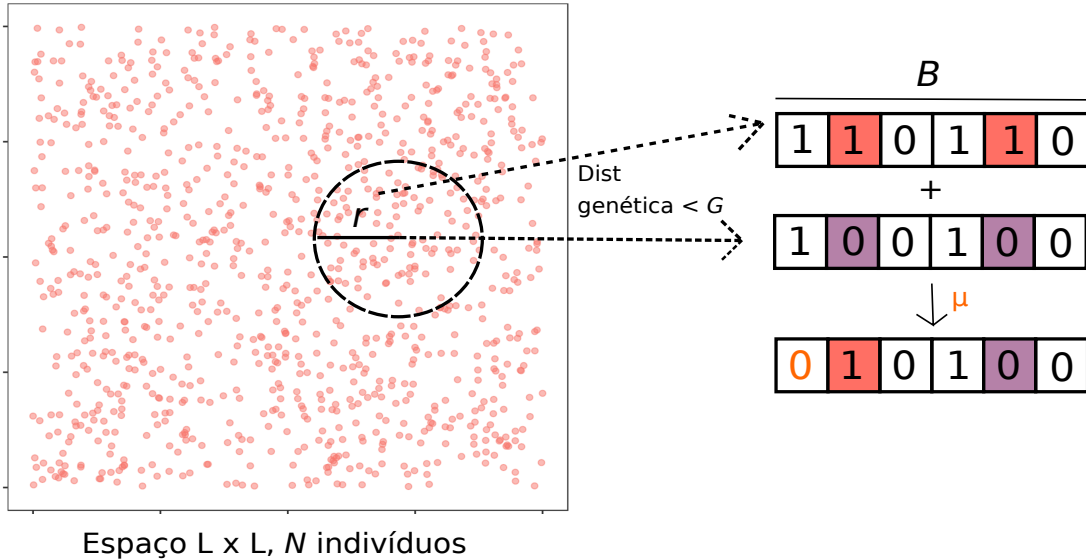 B
1 1 0 1 1 0
+
Dist
genética < G
r
1 0 0 1 0 0
μ
0 1 0 1 0 0
Espaço L x L, N indivíduos